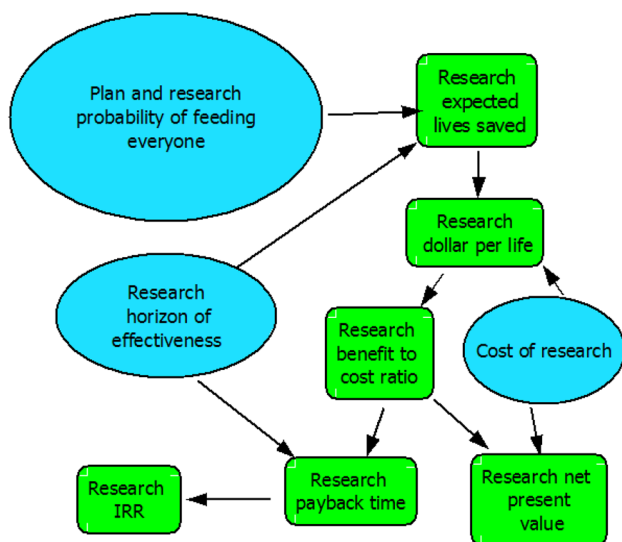 Plan and research
probability of feeding
everyone
Research
expected
lives saved
Research
dollar per life
Research
horizon of
effectiveness
Research
benefit to
cost ratio
Cost of research
Research
IRR
Research
payback time
Research net
present
value